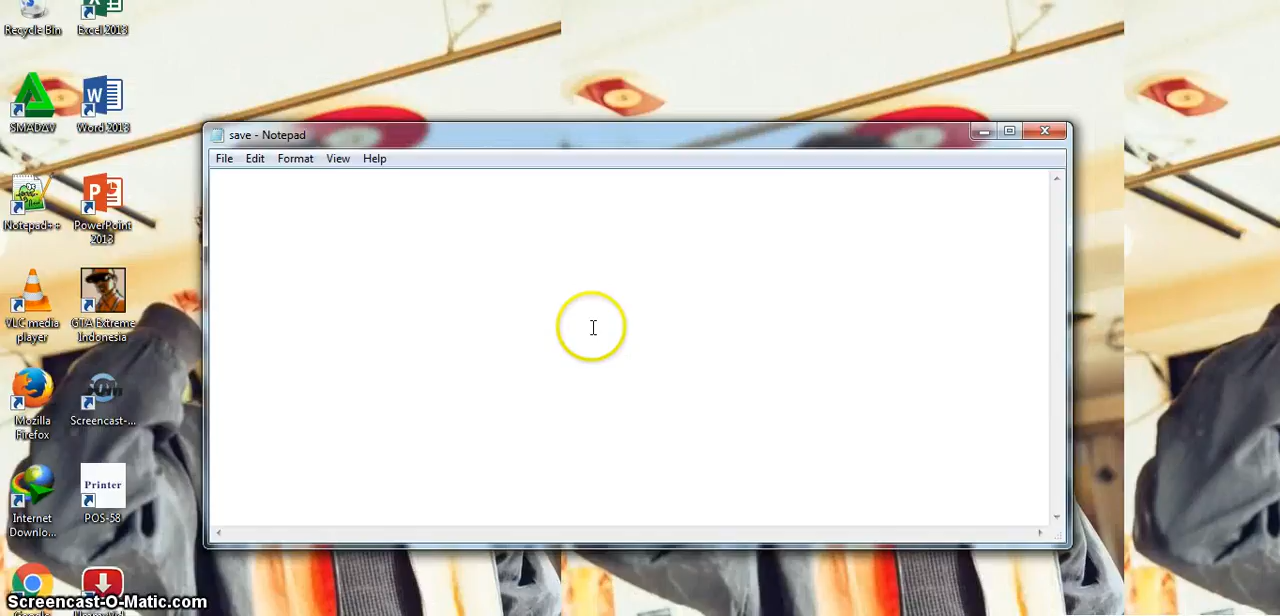 Recycle Bin
Excel 2013
SMADΔV
Word 2013
save - Notepad
File Edit Format View Help
Notepad++
PowerPoint
2013
VLC media
player
GTA Extreme
Indonesia
Mozilla
Firefox
Screencast-...
Printer
Internet
Downlo...
POS-58
Screencast-O-Matic.com